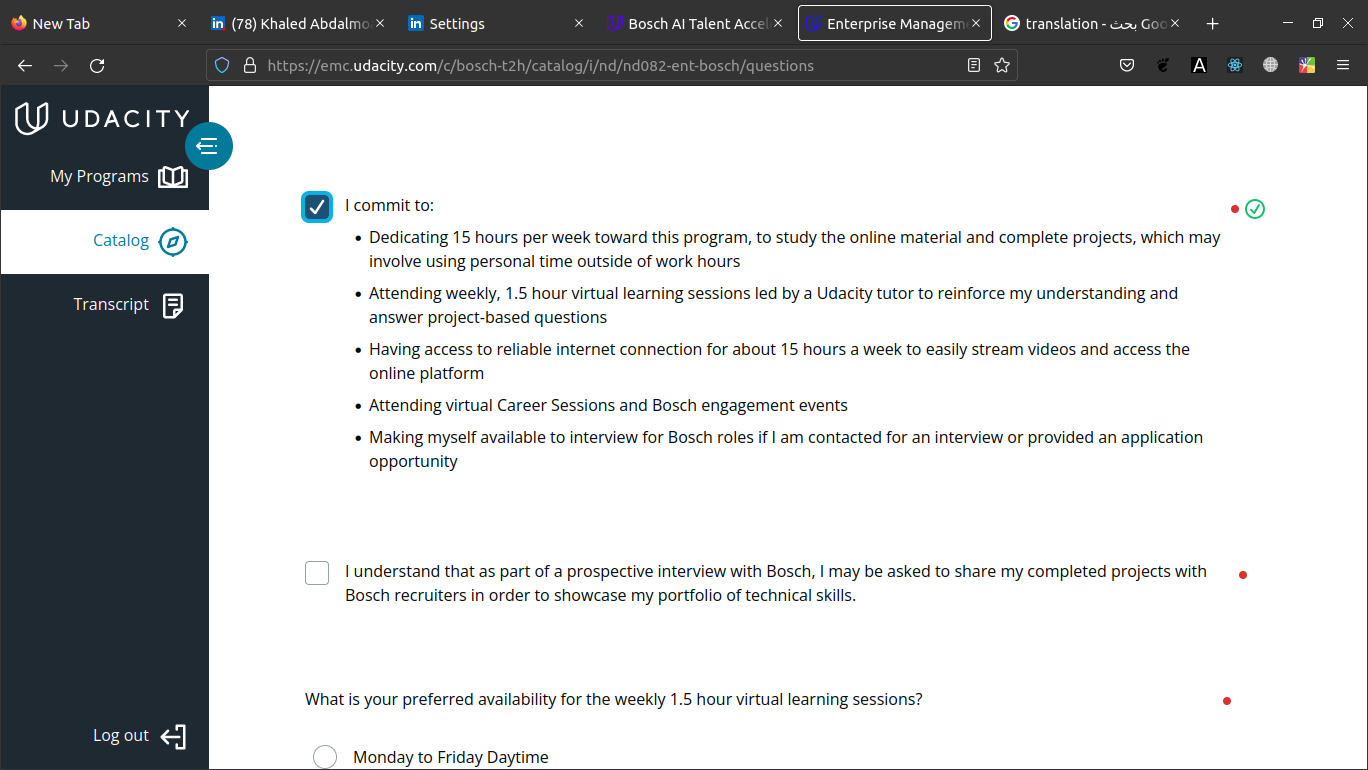 New Tab
(78) Khaled Abdalmo
Settings
Bosch AI Talent Accel
Enterprise Managem
translation - بحث Goo
https://emc.udacity.com/c/bosch-t2h/catalog/i/nd/nd082-ent-bosch/questions
UDACITY
My Programs
Catalog
Transcript
Log out
I commit to:
• Dedicating 15 hours per week toward this program, to study the online material and complete projects, which may
involve using personal time outside of work hours
• Attending weekly, 1.5 hour virtual learning sessions led by a Udacity tutor to reinforce my understanding and
answer project-based questions
• Having access to reliable internet connection for about 15 hours a week to easily stream videos and access the
online platform
• Attending virtual Career Sessions and Bosch engagement events
• Making myself available to interview for Bosch roles if I am contacted for an interview or provided an application
opportunity
I understand that as part of a prospective interview with Bosch, I may be asked to share my completed projects with
Bosch recruiters in order to showcase my portfolio of technical skills.
What is your preferred availability for the weekly 1.5 hour virtual learning sessions?
Monday to Friday Daytime